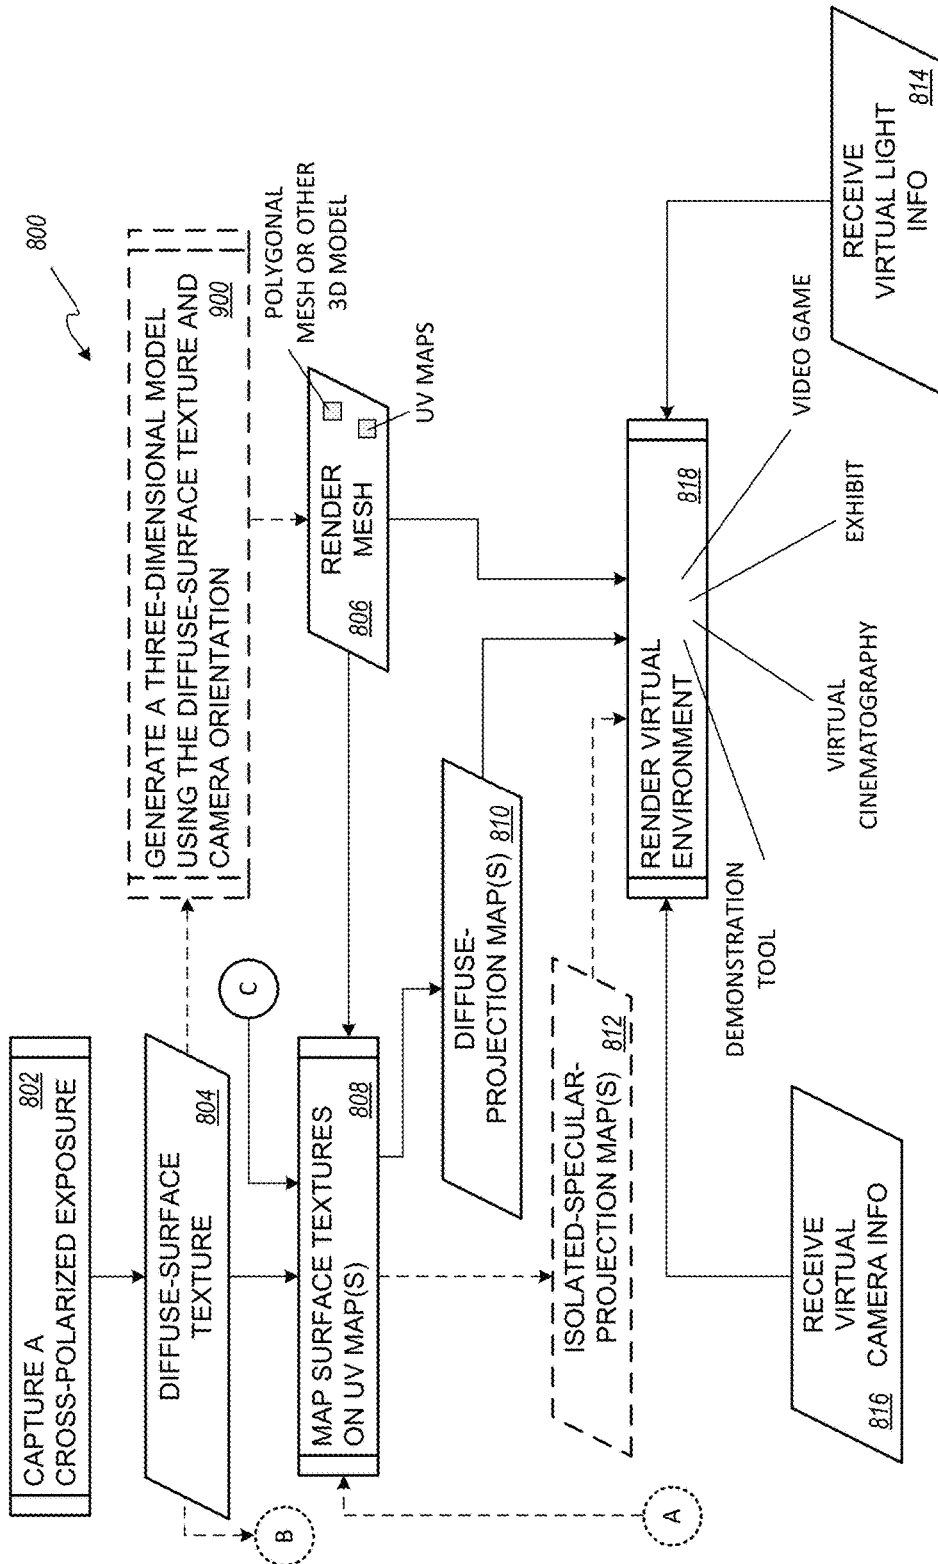 800
CAPTURE A
CROSS-POLARIZED EXPOSURE
802
DIFFUSE-SURFACE
TEXTURE
804
B
GENERATE A THREE-DIMENSIONAL MODEL
USING THE DIFFUSE-SURFACE TEXTURE AND
CAMERA ORIENTATION
900
C
POLYGONAL
MESH OR OTHER
3D MODEL
RENDER
MESH
806
UV MAPS
MAP SURFACE TEXTURES
ON UV MAP(S)
808
A
DIFFUSE-
PROJECTION MAP(S) 810
ISOLATED-SPECULAR-
PROJECTION MAP(S) 812
RENDER VIRTUAL
ENVIRONMENT
818
DEMONSTRATION
TOOL
VIRTUAL
CINEMATOGRAPHY
EXHIBIT
VIDEO GAME
RECEIVE
VIRTUAL
816 CAMERA INFO
RECEIVE
VIRTUAL LIGHT
INFO
814